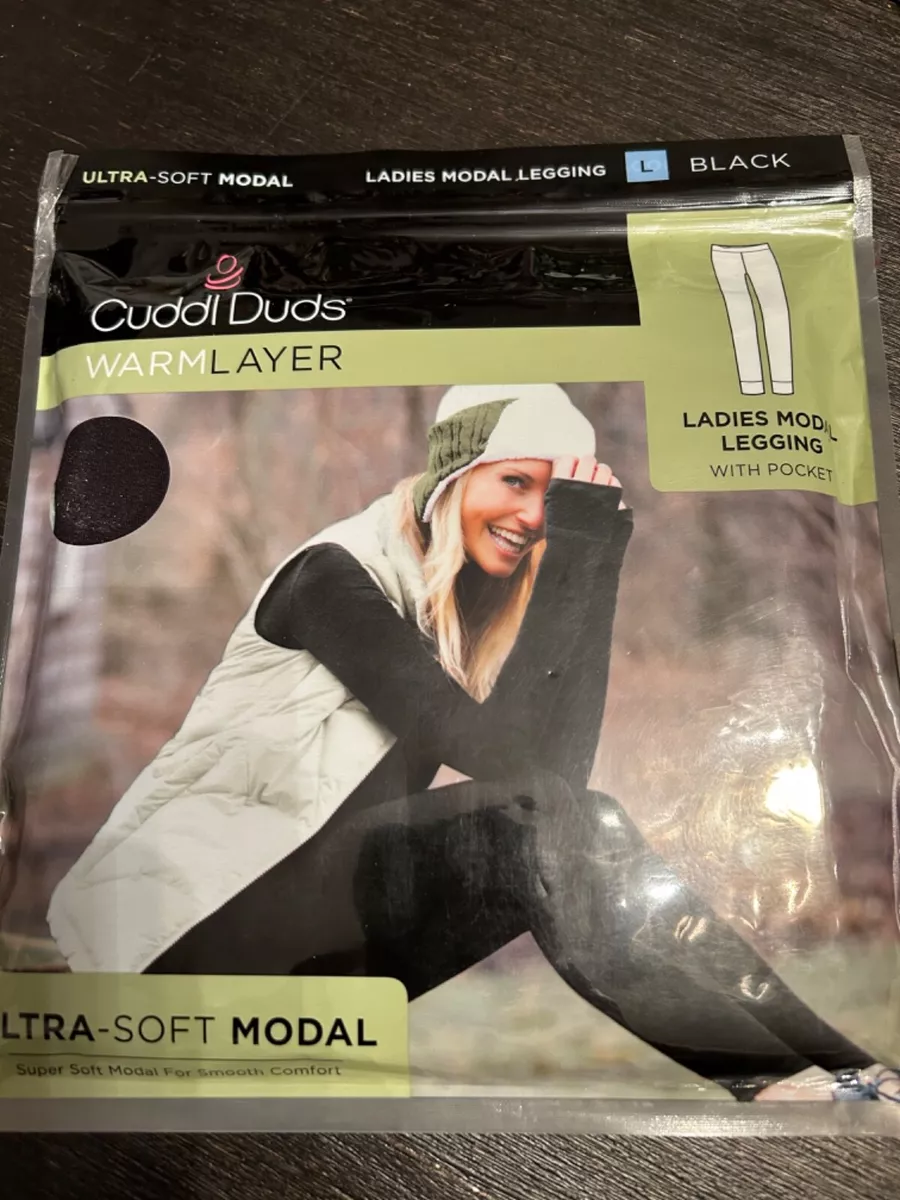 ULTRA-SOFT MODAL
LADIES MODAL LEGGING L BLACK
Cuddl Duds
WARMLAYER
LADIES MODAL
LEGGING
WITH POCKET
LTRA-SOFT MODAL
Super Soft Modal For Smooth Comfort